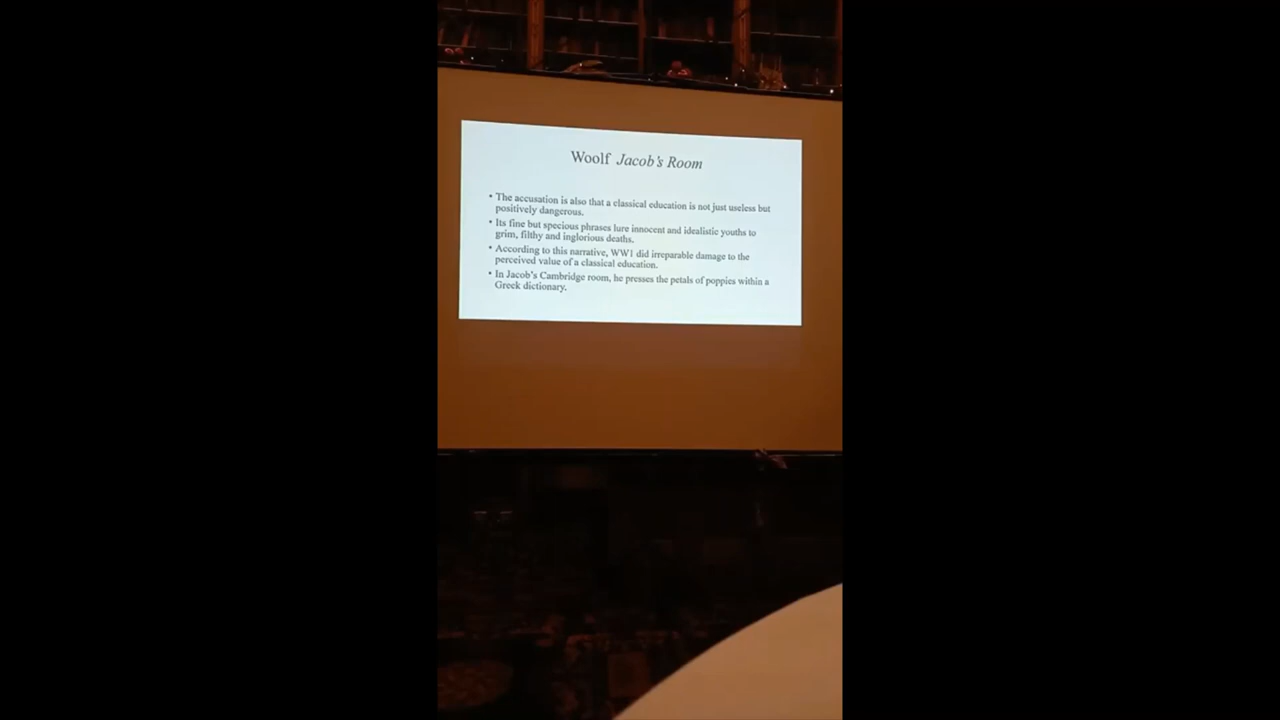 Woolf Jacob's Room
• The accusation is also that a classical education is not just useless but
positively dangerous.
• Its fine but specious phrases lure innocent and idealistic youths to
grim, filthy and inglorious deaths.
• According to this narrative, WW1 did irreparable damage to the
perceived value of a classical education.
• In Jacob's Cambridge room, he presses the petals of poppies within a
Greek dictionary.